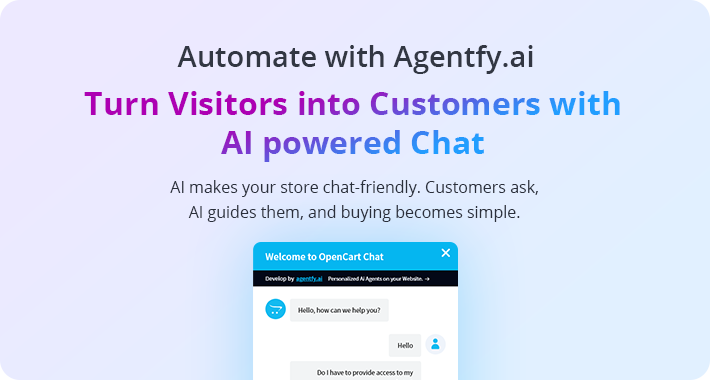 Automate with Agentfy.ai
Turn Visitors into Customers with
AI powered Chat
AI makes your store chat-friendly. Customers ask,
AI guides them, and buying becomes simple.
Welcome to OpenCart Chat
Develop by agentfy.ai Personalized Ai Agents on your Website. →
Hello, how can we help you?
Hello
Do I have to provide access to my